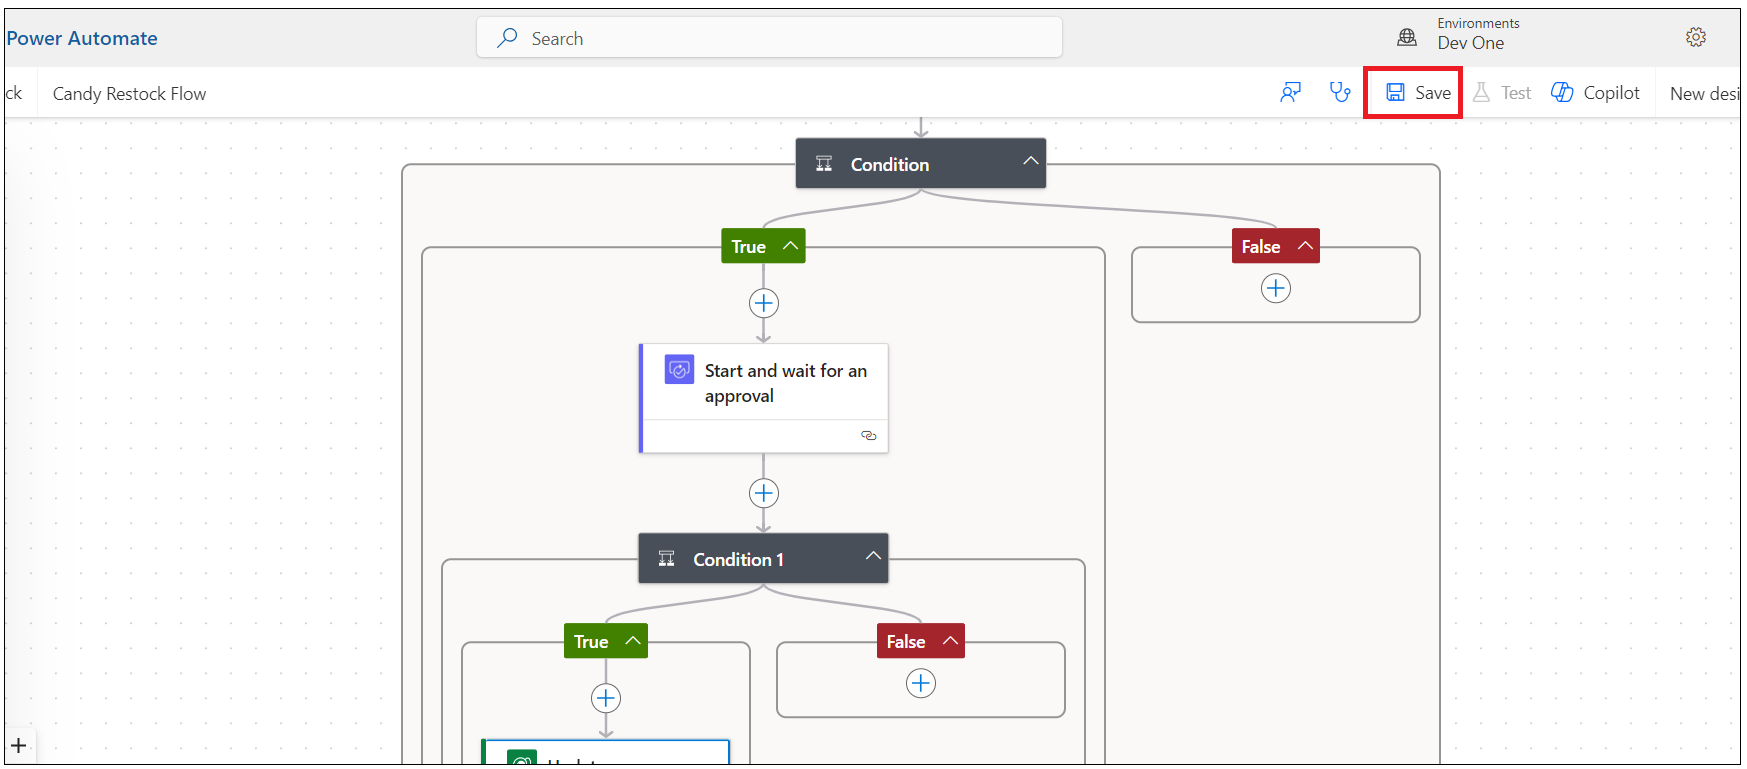 Power Automate
Search
Environments
Dev One
ck
Candy Restock Flow
Save
Test
Copilot
New desi
Condition
True
False
Start and wait for an
approval
Condition 1
True
False